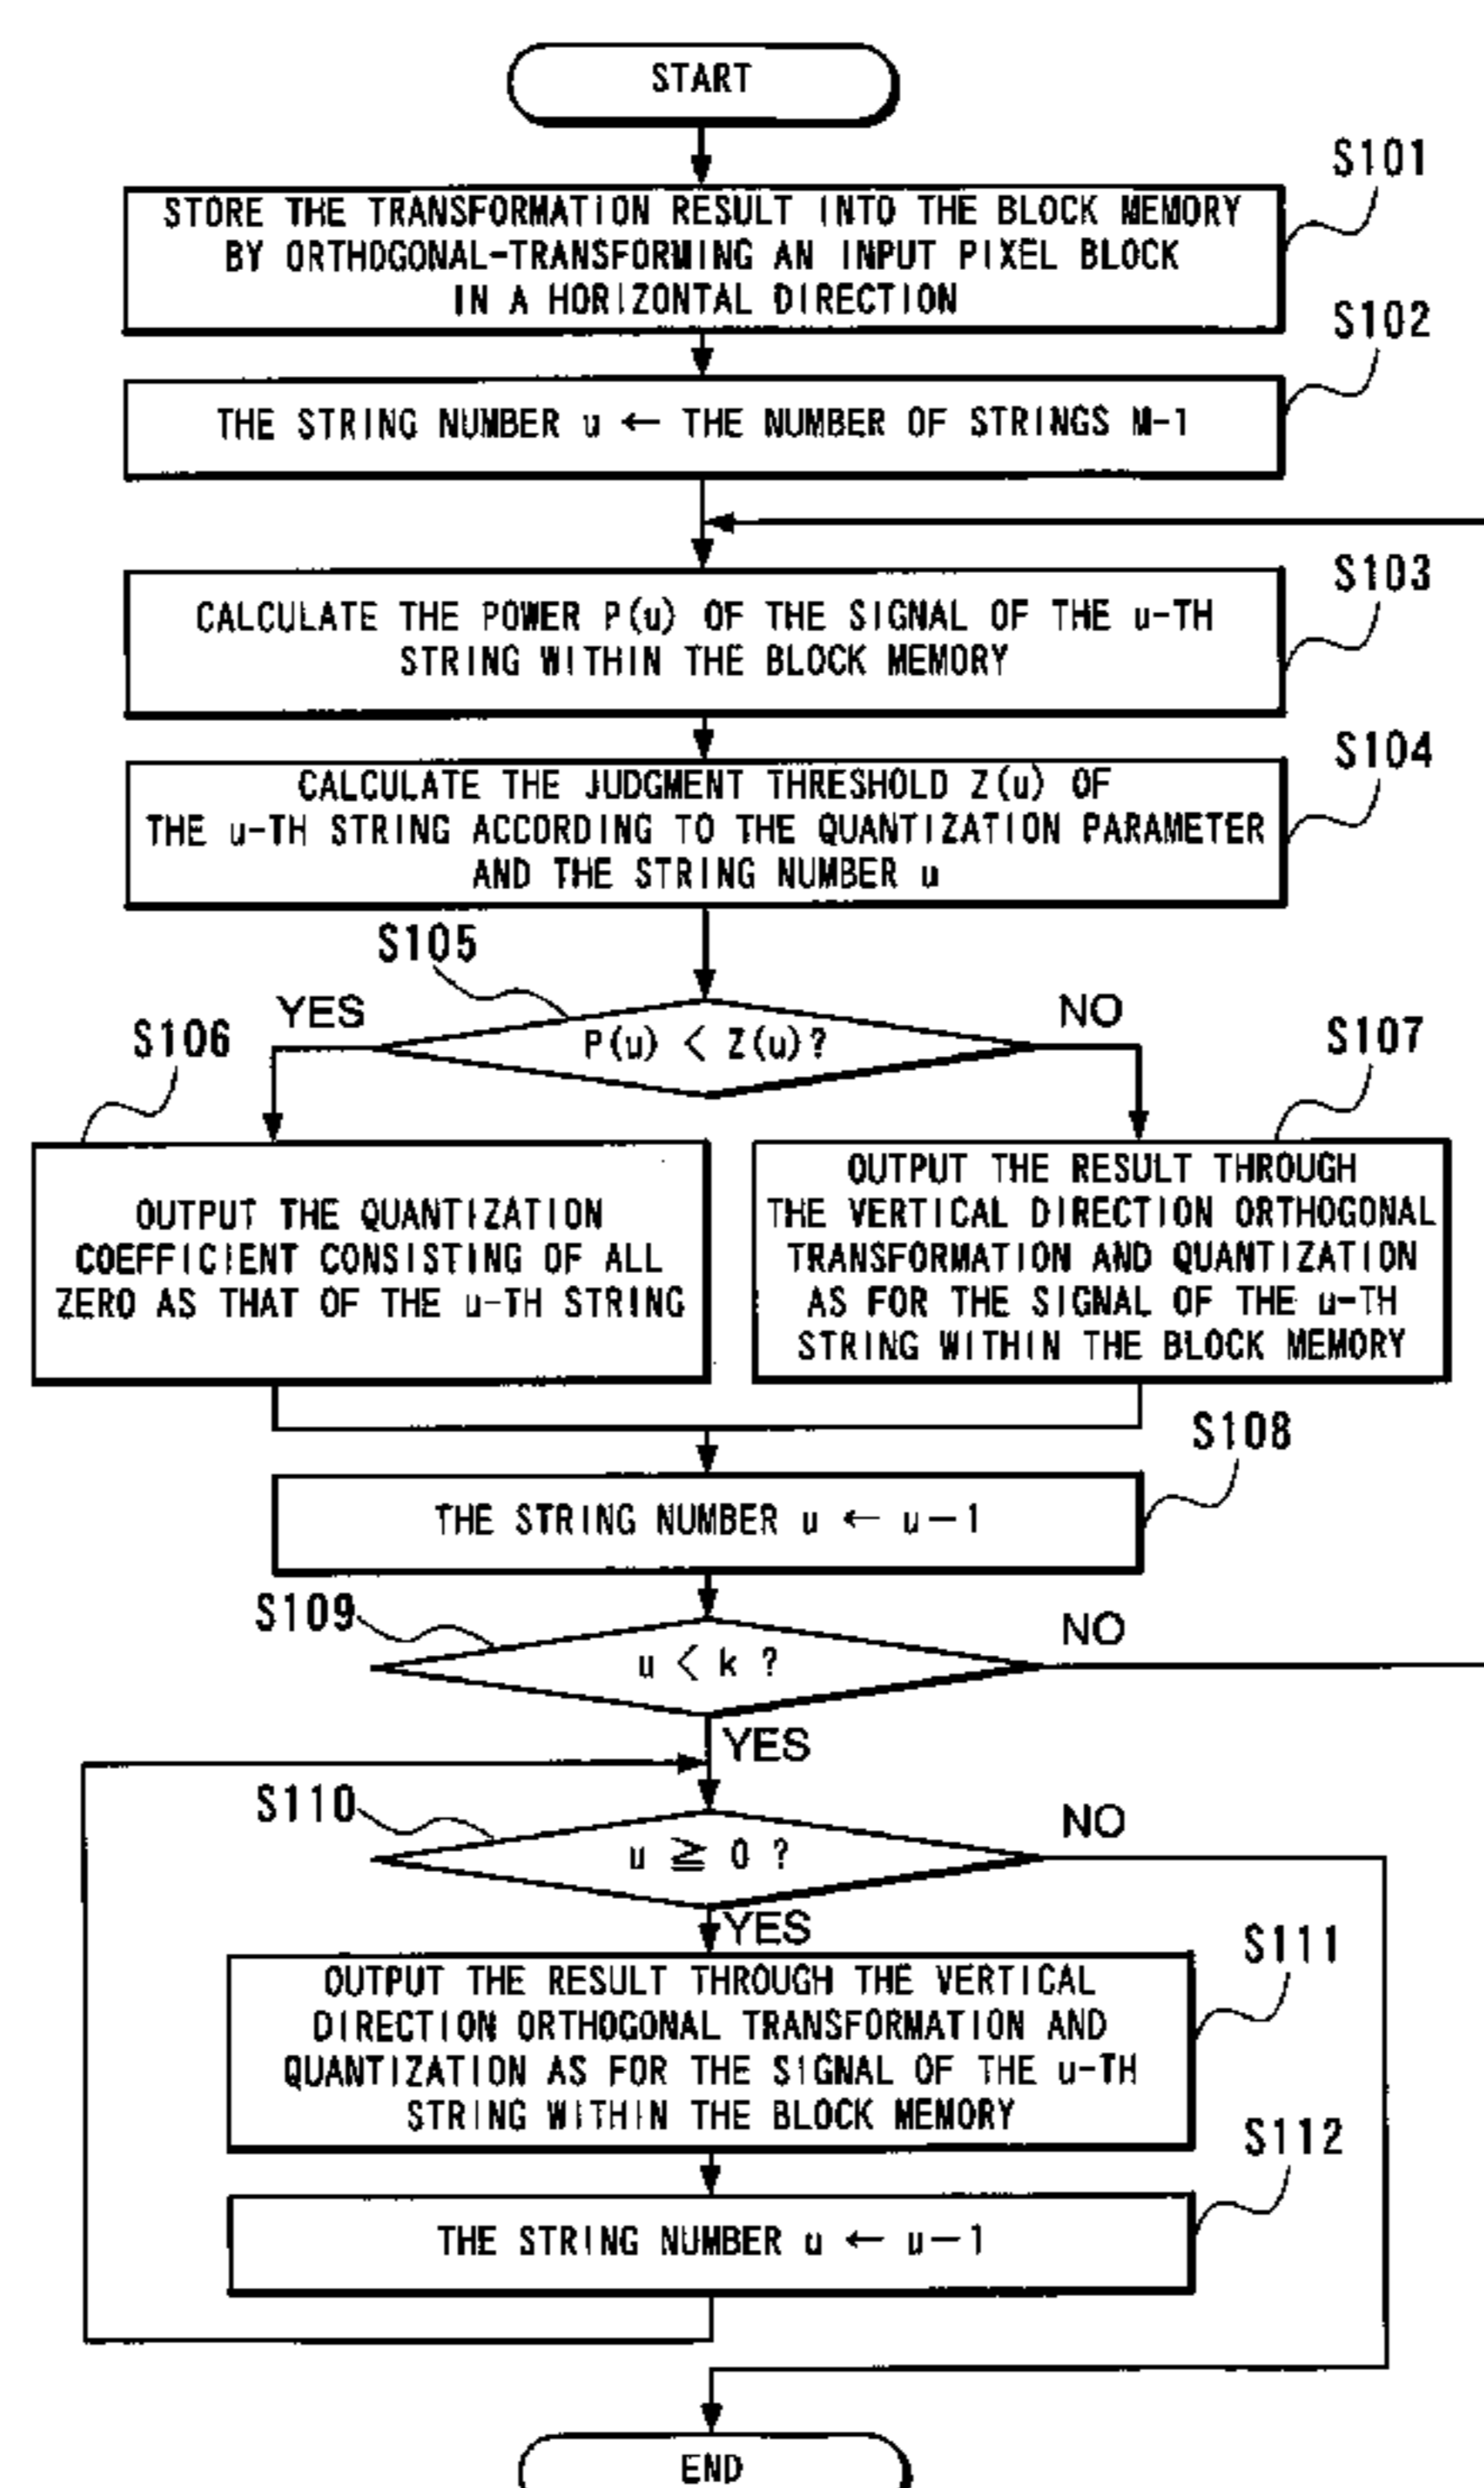 START
S101
STORE THE TRANSFORMATION RESULT INTO THE BLOCK MEMORY
BY ORTHOGONAL-TRANSFORMING AN INPUT PIXEL BLOCK
IN A HORIZONTAL DIRECTION
S102
THE STRING NUMBER u ← THE NUMBER OF STRINGS M-1
S103
CALCULATE THE POWER P(u) OF THE SIGNAL OF THE u-TH
STRING WITHIN THE BLOCK MEMORY
S104
CALCULATE THE JUDGMENT THRESHOLD Z(u) OF
THE u-TH STRING ACCORDING TO THE QUANTIZATION PARAMETER
AND THE STRING NUMBER u
S105
YES
P(u) < Z(u)?
NO
S106
S107
OUTPUT THE QUANTIZATION
COEFFICIENT CONSISTING OF ALL
ZERO AS THAT OF THE u-TH STRING
OUTPUT THE RESULT THROUGH
THE VERTICAL DIRECTION ORTHOGONAL
TRANSFORMATION AND QUANTIZATION
AS FOR THE SIGNAL OF THE u-TH
STRING WITHIN THE BLOCK MEMORY
S108
THE STRING NUMBER u ← u-1
S109
u < k ?
NO
YES
S110
u ≧ 0 ?
NO
YES
S111
OUTPUT THE RESULT THROUGH THE VERTICAL
DIRECTION ORTHOGONAL TRANSFORMATION AND
QUANTIZATION AS FOR THE SIGNAL OF THE u-TH
STRING WITHIN THE BLOCK MEMORY
S112
THE STRING NUMBER u ← u-1
END